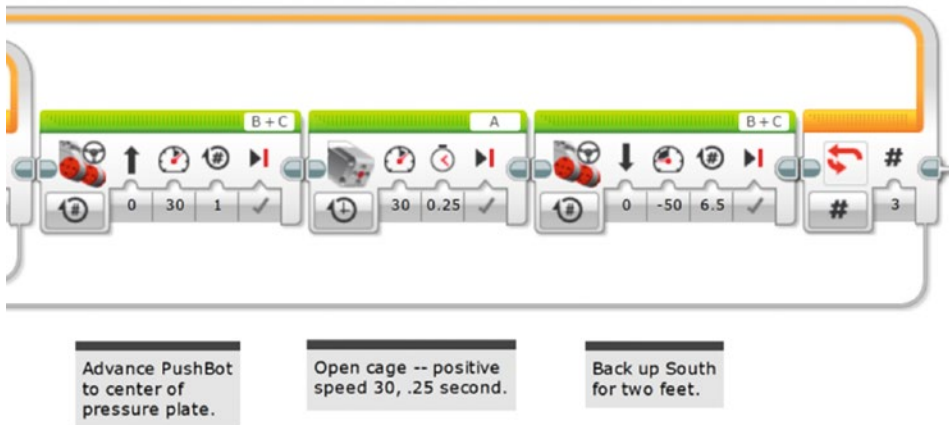 B + C
A
B + C
#
0 30 1
30 0.25
0 -50 6.5
# 3
Advance PushBot
to center of
pressure plate.
Open cage -- positive
speed 30, .25 second.
Back up South
for two feet.